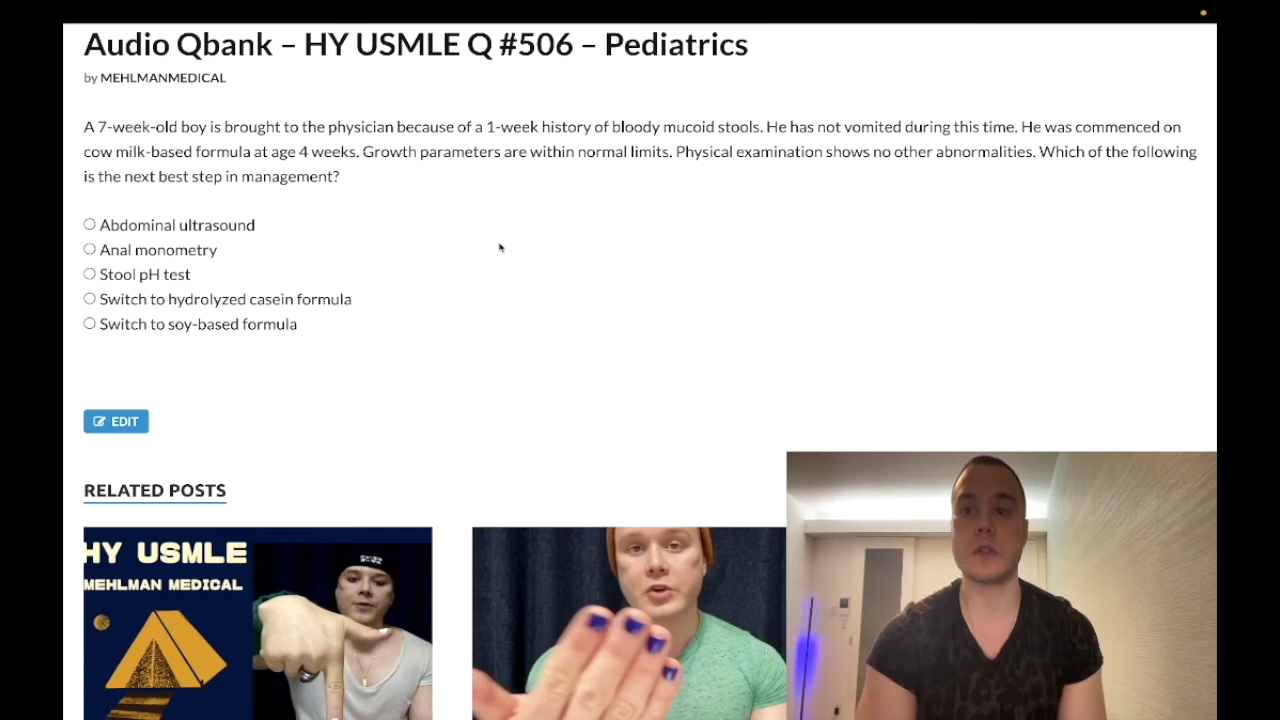 Audio Qbank – HY USMLE Q #506 – Pediatrics
by MEHLMANMEDICAL
A 7-week-old boy is brought to the physician because of a 1-week history of bloody mucoid stools. He has not vomited during this time. He was commenced on
cow milk-based formula at age 4 weeks. Growth parameters are within normal limits. Physical examination shows no other abnormalities. Which of the following
is the next best step in management?
Abdominal ultrasound
Anal monometry
Stool pH test
Switch to hydrolyzed casein formula
Switch to soy-based formula
EDIT
RELATED POSTS
HY USMLE
MEHLMAN MEDICAL